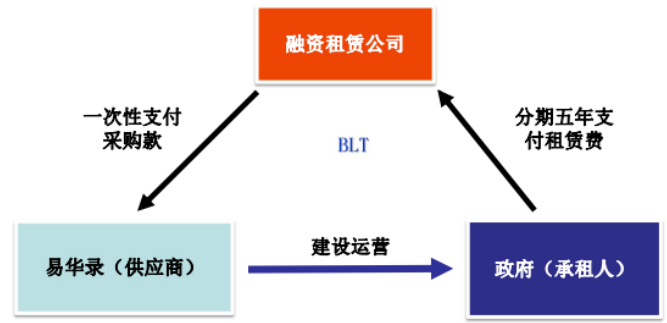 融资租赁公司
一次性支付
采购款
分期五年支
付租赁费
BLT
建设运营
易华录（供应商）
政府（承租人）